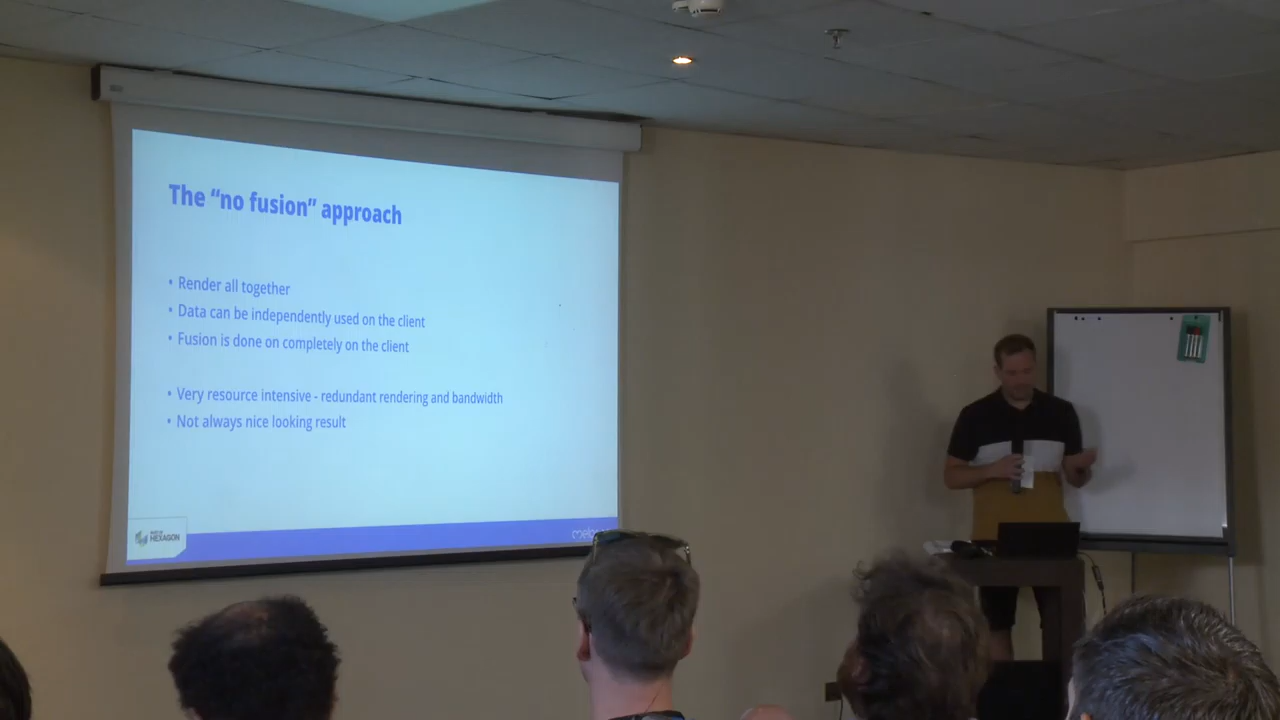 The “no fusion” approach
• Render all together
• Data can be independently used on the client
• Fusion is done on completely on the client
• Very resource intensive - redundant rendering and bandwidth
• Not always nice looking result
HEXAGON